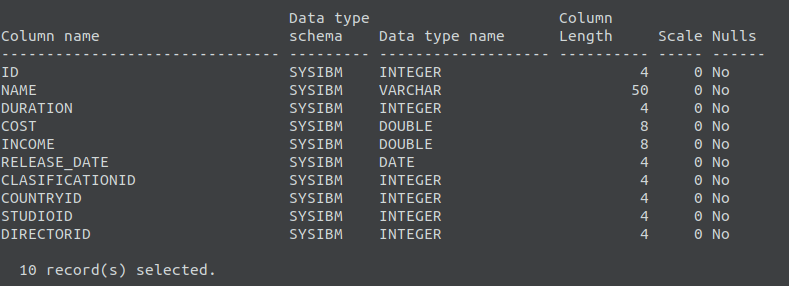 Data type                     Column
Column name                     schema    Data type name      Length     Scale Nulls
------------------------------- --------- ------------------- ---------- ----- ------
ID                              SYSIBM    INTEGER                      4     0 No
NAME                            SYSIBM    VARCHAR                     50     0 No
DURATION                        SYSIBM    INTEGER                      4     0 No
COST                            SYSIBM    DOUBLE                       8     0 No
INCOME                          SYSIBM    DOUBLE                       8     0 No
RELEASE_DATE                    SYSIBM    DATE                         4     0 No
CLASIFICATIONID                 SYSIBM    INTEGER                      4     0 No
COUNTRYID                       SYSIBM    INTEGER                      4     0 No
STUDIOID                        SYSIBM    INTEGER                      4     0 No
DIRECTORID                      SYSIBM    INTEGER                      4     0 No

  10 record(s) selected.